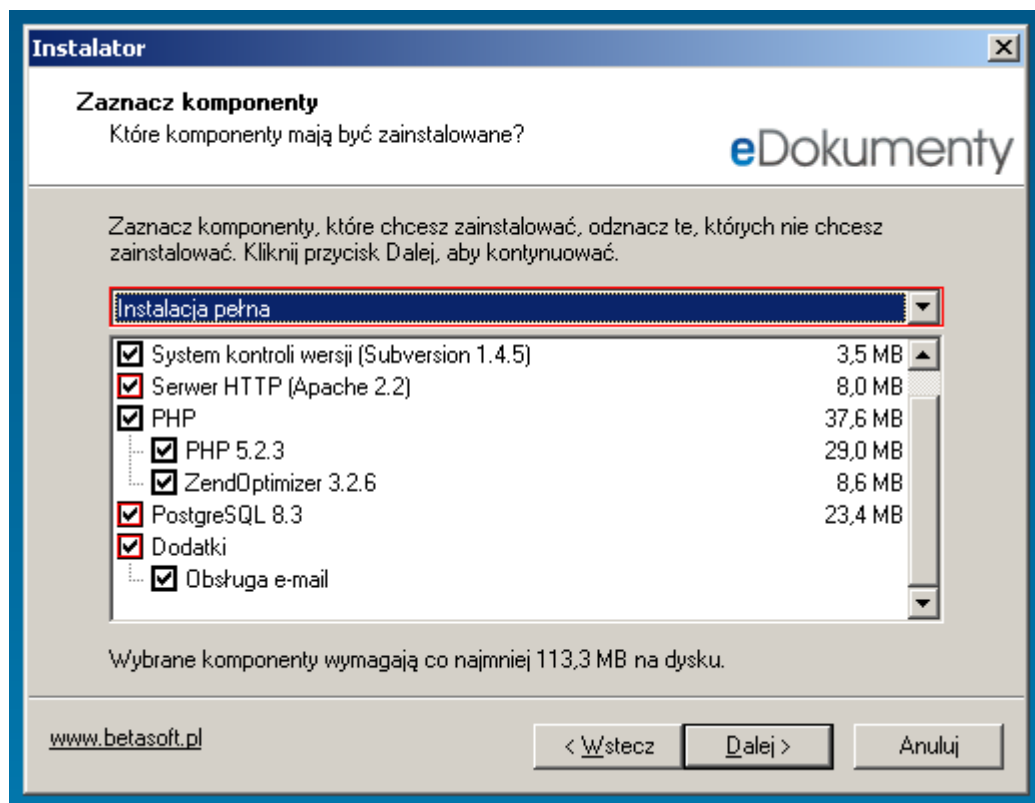 Instalator
Zaznacz komponenty
Które komponenty mają być zainstalowane?
eDokumenty
Zaznacz komponenty, które chcesz zainstalować, odznacz te, których nie chcesz
zainstalować. Kliknij przycisk Dalej, aby kontynuować.
Instalacja pełna
System kontroli wersji (Subversion 1.4.5) 3,5 MB
Serwer HTTP (Apache 2.2) 8,0 MB
PHP 37,6 MB
PHP 5.2.3 29,0 MB
ZendOptimizer 3.2.6 8,6 MB
PostgreSQL 8.3 23,4 MB
Dodatki
Obsługa e-mail
Wybrane komponenty wymagają co najmniej 113,3 MB na dysku.
www.betasoft.pl < Wstecz Dalej > Anuluj